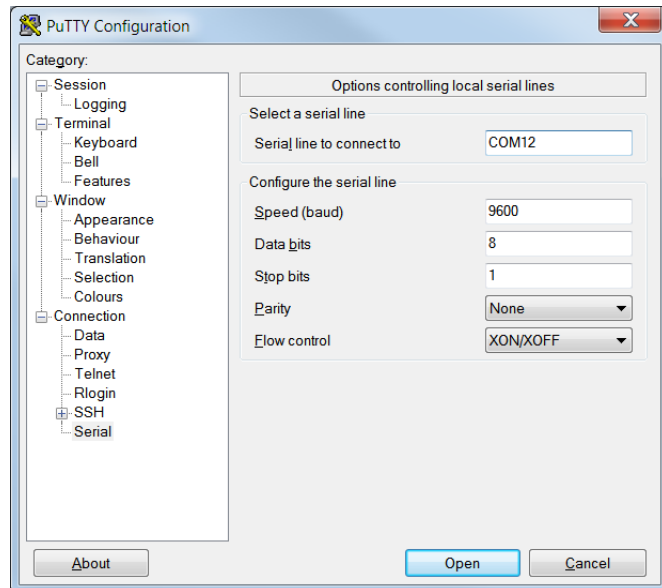 PuTTY Configuration
Category:
Session
Logging
Terminal
Keyboard
Bell
Features
Window
Appearance
Behaviour
Translation
Selection
Colours
Connection
Data
Proxy
Telnet
Rlogin
SSH
Serial
Options controlling local serial lines
Select a serial line
Serial line to connect to COM12
Configure the serial line
Speed (baud) 9600
Data bits 8
Stop bits 1
Parity None
Flow control XON/XOFF
About Open Cancel